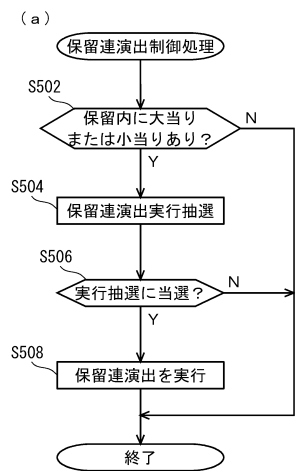 (a)
保留連演出制御処理
S502
保留内に大当り
または小当りあり？
N
Y
S504
保留連演出実行抽選
S506
実行抽選に当選？
N
Y
S508
保留連演出を実行
終了